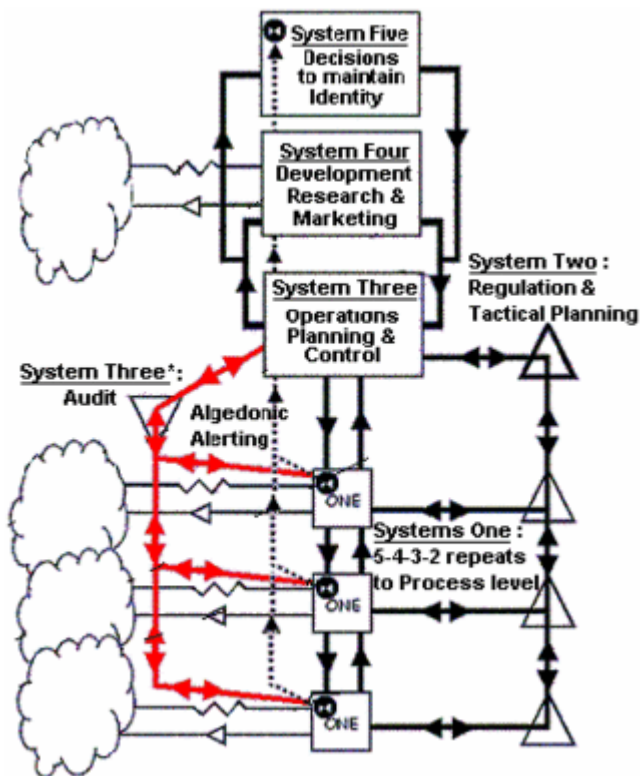 System Five
Decisions
to maintain
Identity
System Four
Development
Research &
Marketing
System Two :
Regulation &
Tactical Planning
System Three
Operations
Planning &
Control
System Three*:
Audit
Algedonic
Alerting
ONE
Systems One :
5-4-3-2 repeats
to Process level
ONE
ONE